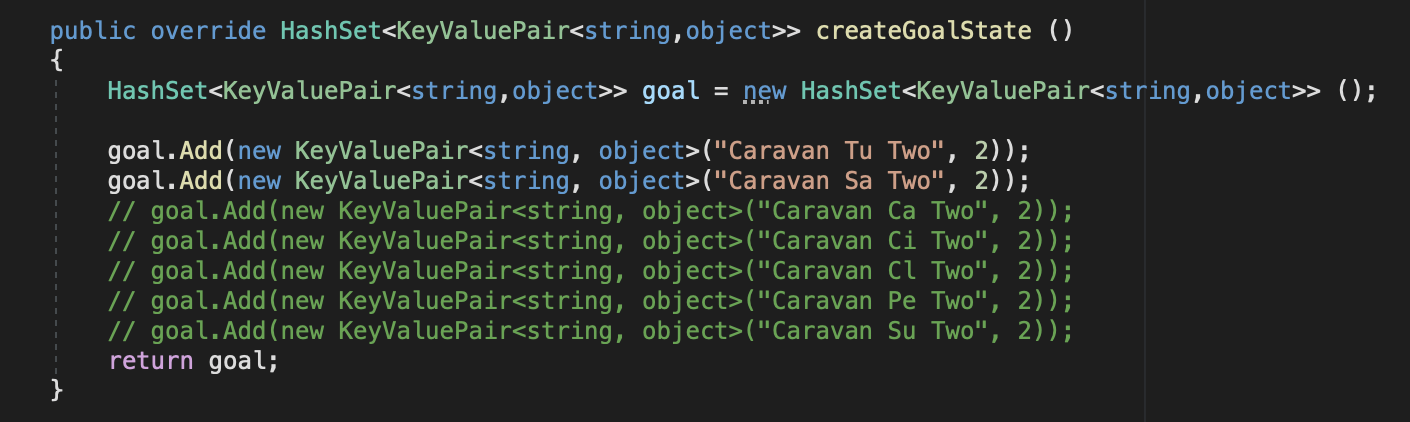 public override HashSet<KeyValuePair<string,object>> createGoalState ()
{
HashSet<KeyValuePair<string,object>> goal = new HashSet<KeyValuePair<string,object>> ();
goal.Add(new KeyValuePair<string, object>("Caravan Tu Two", 2));
goal.Add(new KeyValuePair<string, object>("Caravan Sa Two", 2));
// goal.Add(new KeyValuePair<string, object>("Caravan Ca Two", 2));
// goal.Add(new KeyValuePair<string, object>("Caravan Ci Two", 2));
// goal.Add(new KeyValuePair<string, object>("Caravan Cl Two", 2));
// goal.Add(new KeyValuePair<string, object>("Caravan Pe Two", 2));
// goal.Add(new KeyValuePair<string, object>("Caravan Su Two", 2));
return goal;
}